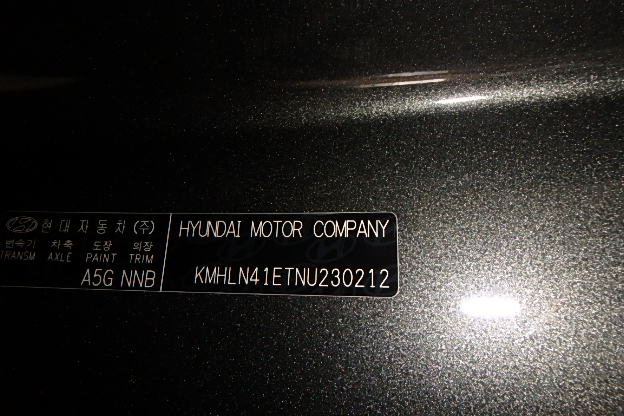 현대자동차(주)
변속기 차축 도장 의장
TRANSM AXLE PAINT TRIM
A5G NNB
HYUNDAI MOTOR COMPANY
KMHLN41ETNU230212